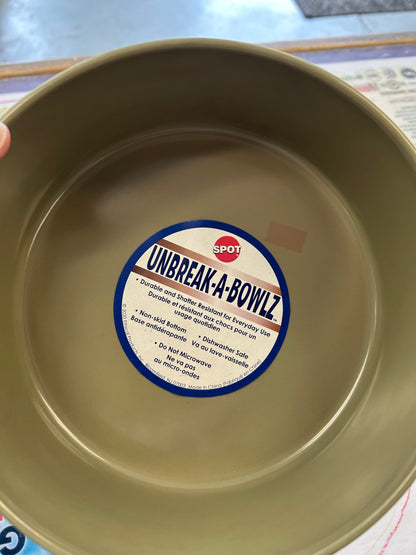 SPOT
UNBREAK-A-BOWLZ™
• Durable and Shatter Resistant for Everyday Use
Durable et résistant aux chocs pour un
usage quotidien
• Non-skid Bottom
Base antidérapante
• Dishwasher Safe
Va au lave-vaisselle
• Do Not Microwave
Ne va pas
au micro-ondes
Made in China